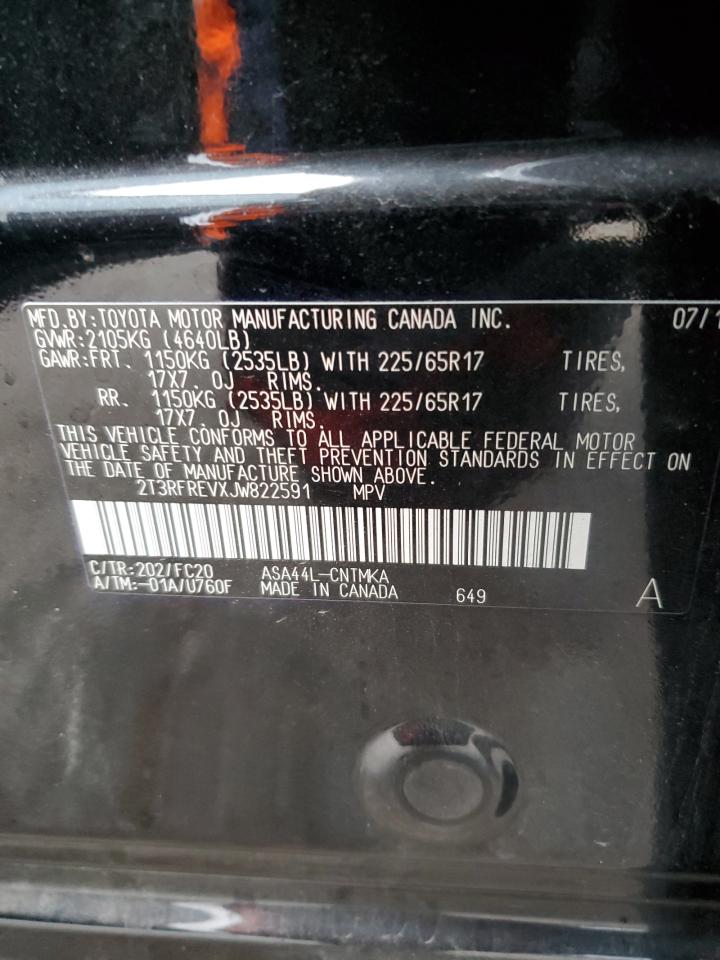 MFD.BY:TOYOTA MOTOR MANUFACTURING CANADA INC. 07/1
GVWR:2105KG (4640LB)
GAWR:FRT. 1150KG (2535LB) WITH 225/65R17 TIRES,
17X7.0J RIMS.
RR. 1150KG (2535LB) WITH 225/65R17 TIRES,
17X7.0J RIMS.
THIS VEHICLE CONFORMS TO ALL APPLICABLE FEDERAL MOTOR
VEHICLE SAFETY AND THEFT PREVENTION STANDARDS IN EFFECT ON
THE DATE OF MANUFACTURE SHOWN ABOVE.
2T3RFREVXJW822591 MPV
C/TR:202/FC20 ASA44L-CNTMKA
A/TM:-01A/U760F MADE IN CANADA 649 A